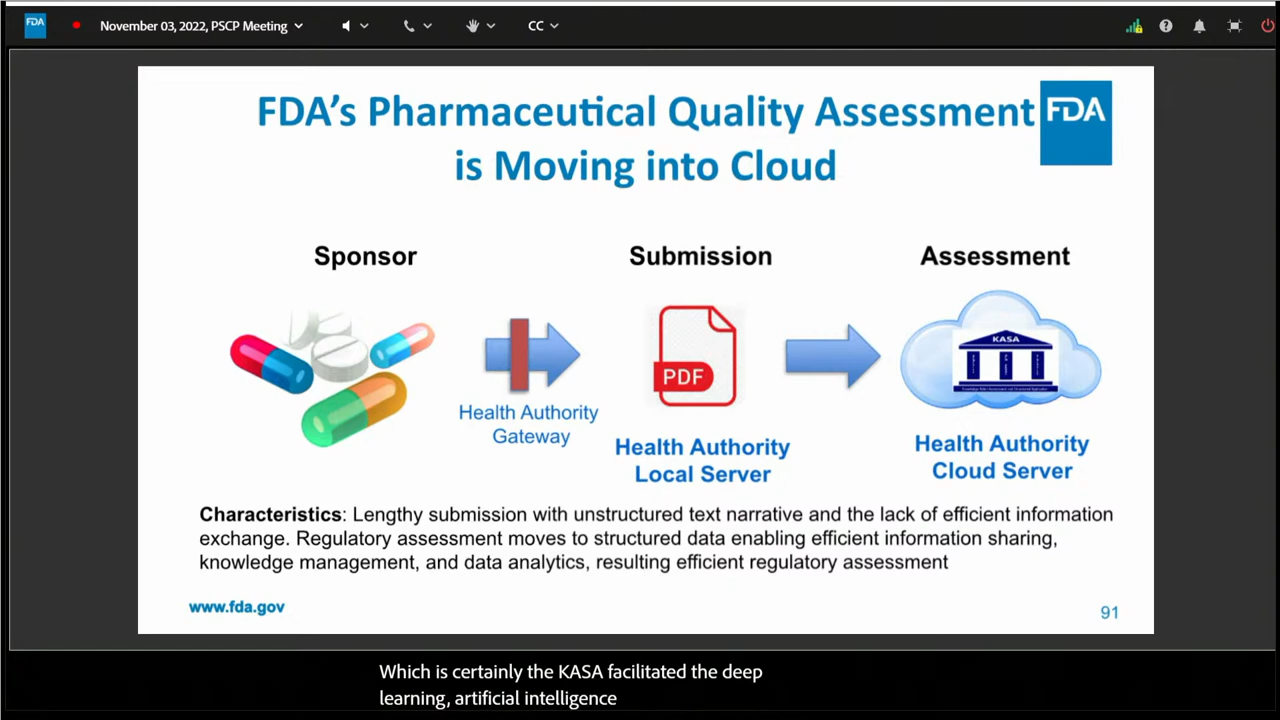 FDA
November 03, 2022, PSCP Meeting
CC
FDA's Pharmaceutical Quality Assessment
is Moving into Cloud
FDA
Sponsor
Submission
Assessment
PDF
KASA
Health Authority
Gateway
Health Authority
Local Server
Health Authority
Cloud Server
Characteristics: Lengthy submission with unstructured text narrative and the lack of efficient information
exchange. Regulatory assessment moves to structured data enabling efficient information sharing,
knowledge management, and data analytics, resulting efficient regulatory assessment
www.fda.gov
91
Which is certainly the KASA facilitated the deep
learning, artificial intelligence